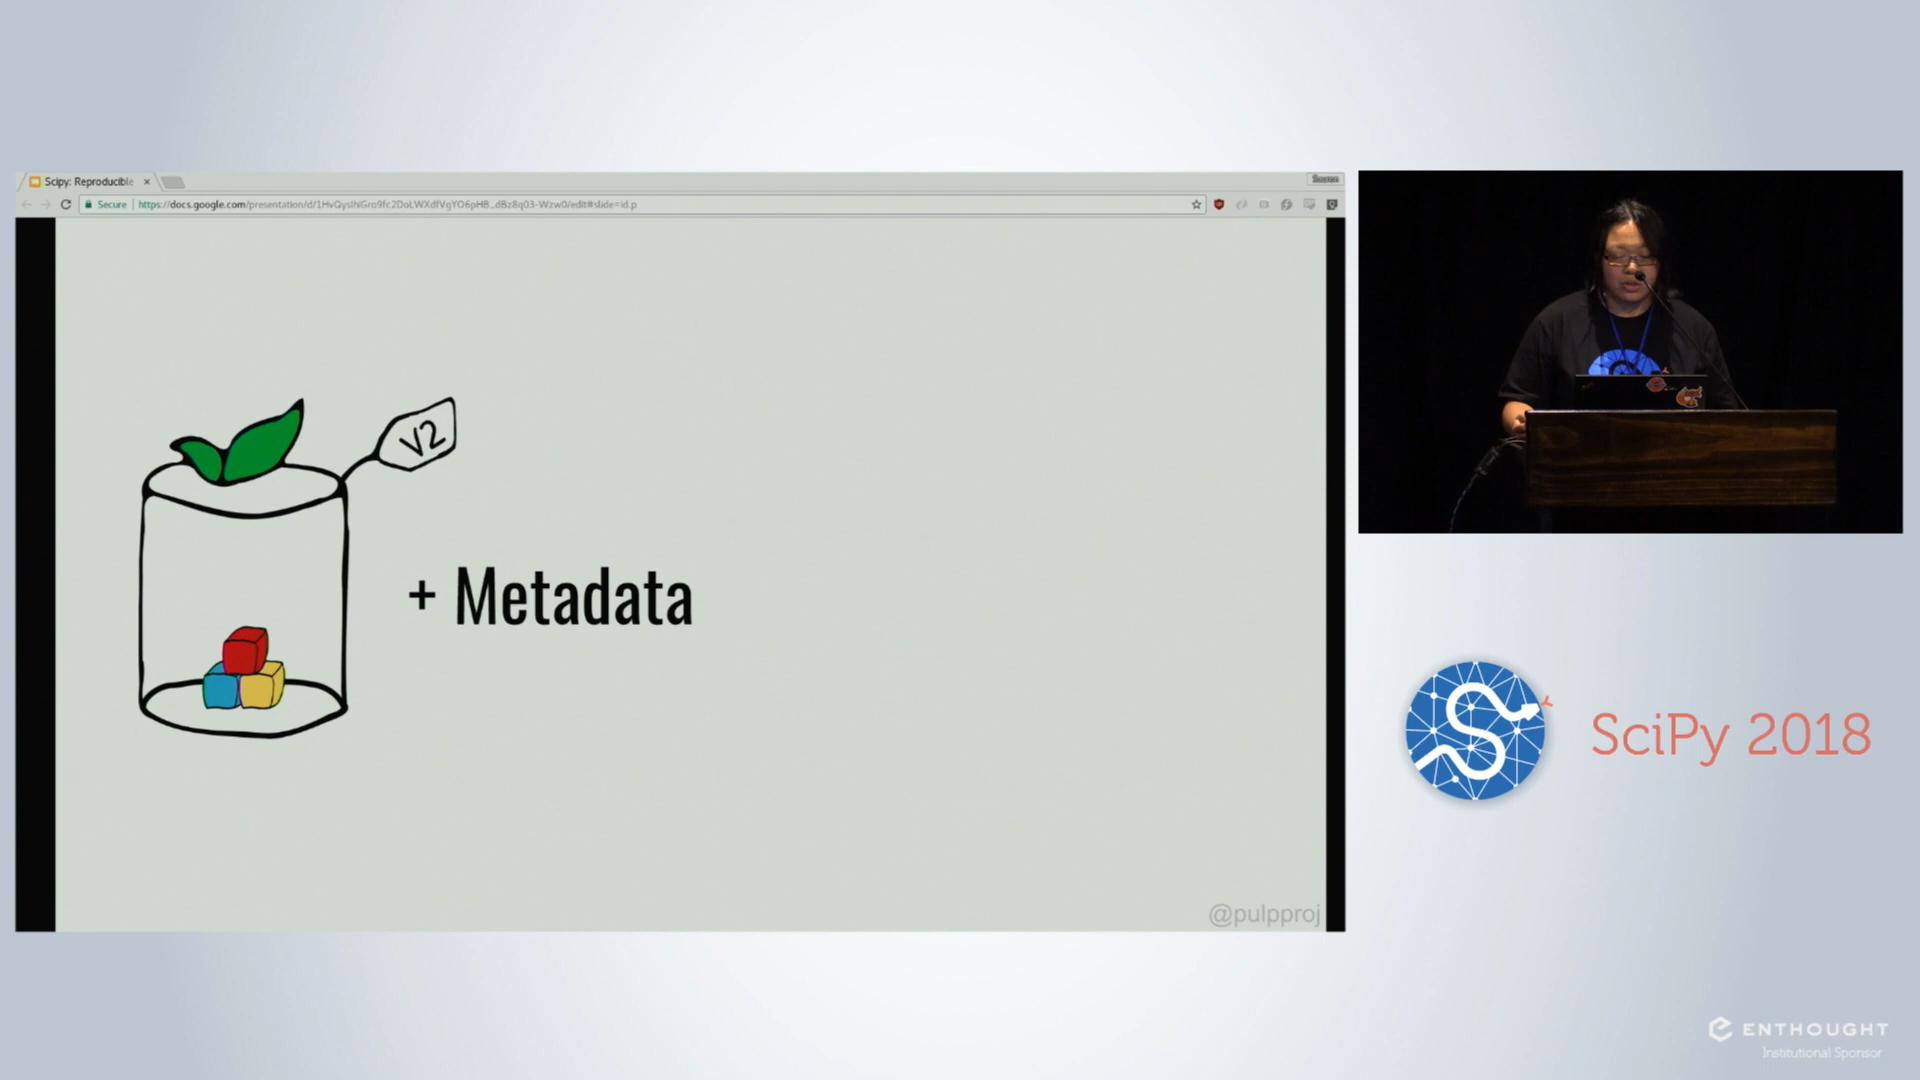 Scipy: Reproducible
Secure
V2
+ Metadata
@pulpproj
SciPy 2018
ENTHOUGHT
Institutional Sponsor